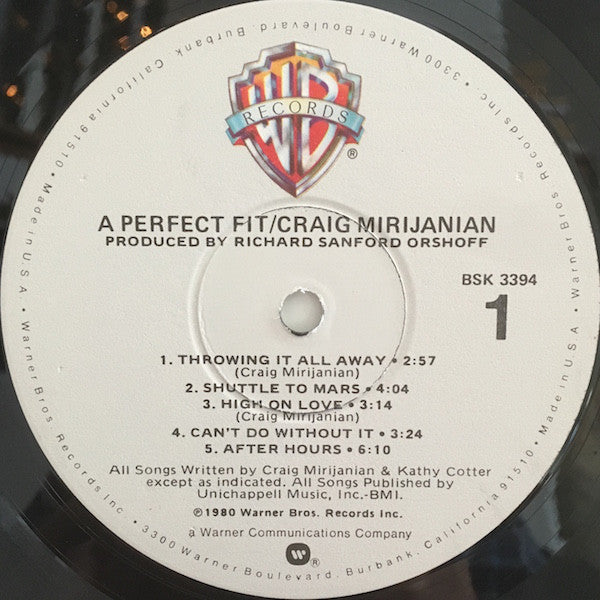 WB
RECORDS
®
A PERFECT FIT/CRAIG MIRIJANIAN
PRODUCED BY RICHARD SANFORD ORSHOFF
BSK 3394
1
1. THROWING IT ALL AWAY • 2:57
(Craig Mirijanian)
2. SHUTTLE TO MARS • 4:04
3. HIGH ON LOVE • 3:14
(Craig Mirijanian)
4. CAN'T DO WITHOUT IT • 3:24
5. AFTER HOURS • 6:10
All Songs Written by Craig Mirijanian & Kathy Cotter
except as indicated. All Songs Published by
Unichappell Music, Inc.-BMI.
℗1980 Warner Bros. Records Inc.
a Warner Communications Company
®
Warner Bros. Records Inc. • 3300 Warner Boulevard, Burbank, California 91510 • Made in U.S.A. • Warner Bros. Records Inc. • 3300 Warner Boulevard, Burbank, California 91510 • Made in U.S.A. •